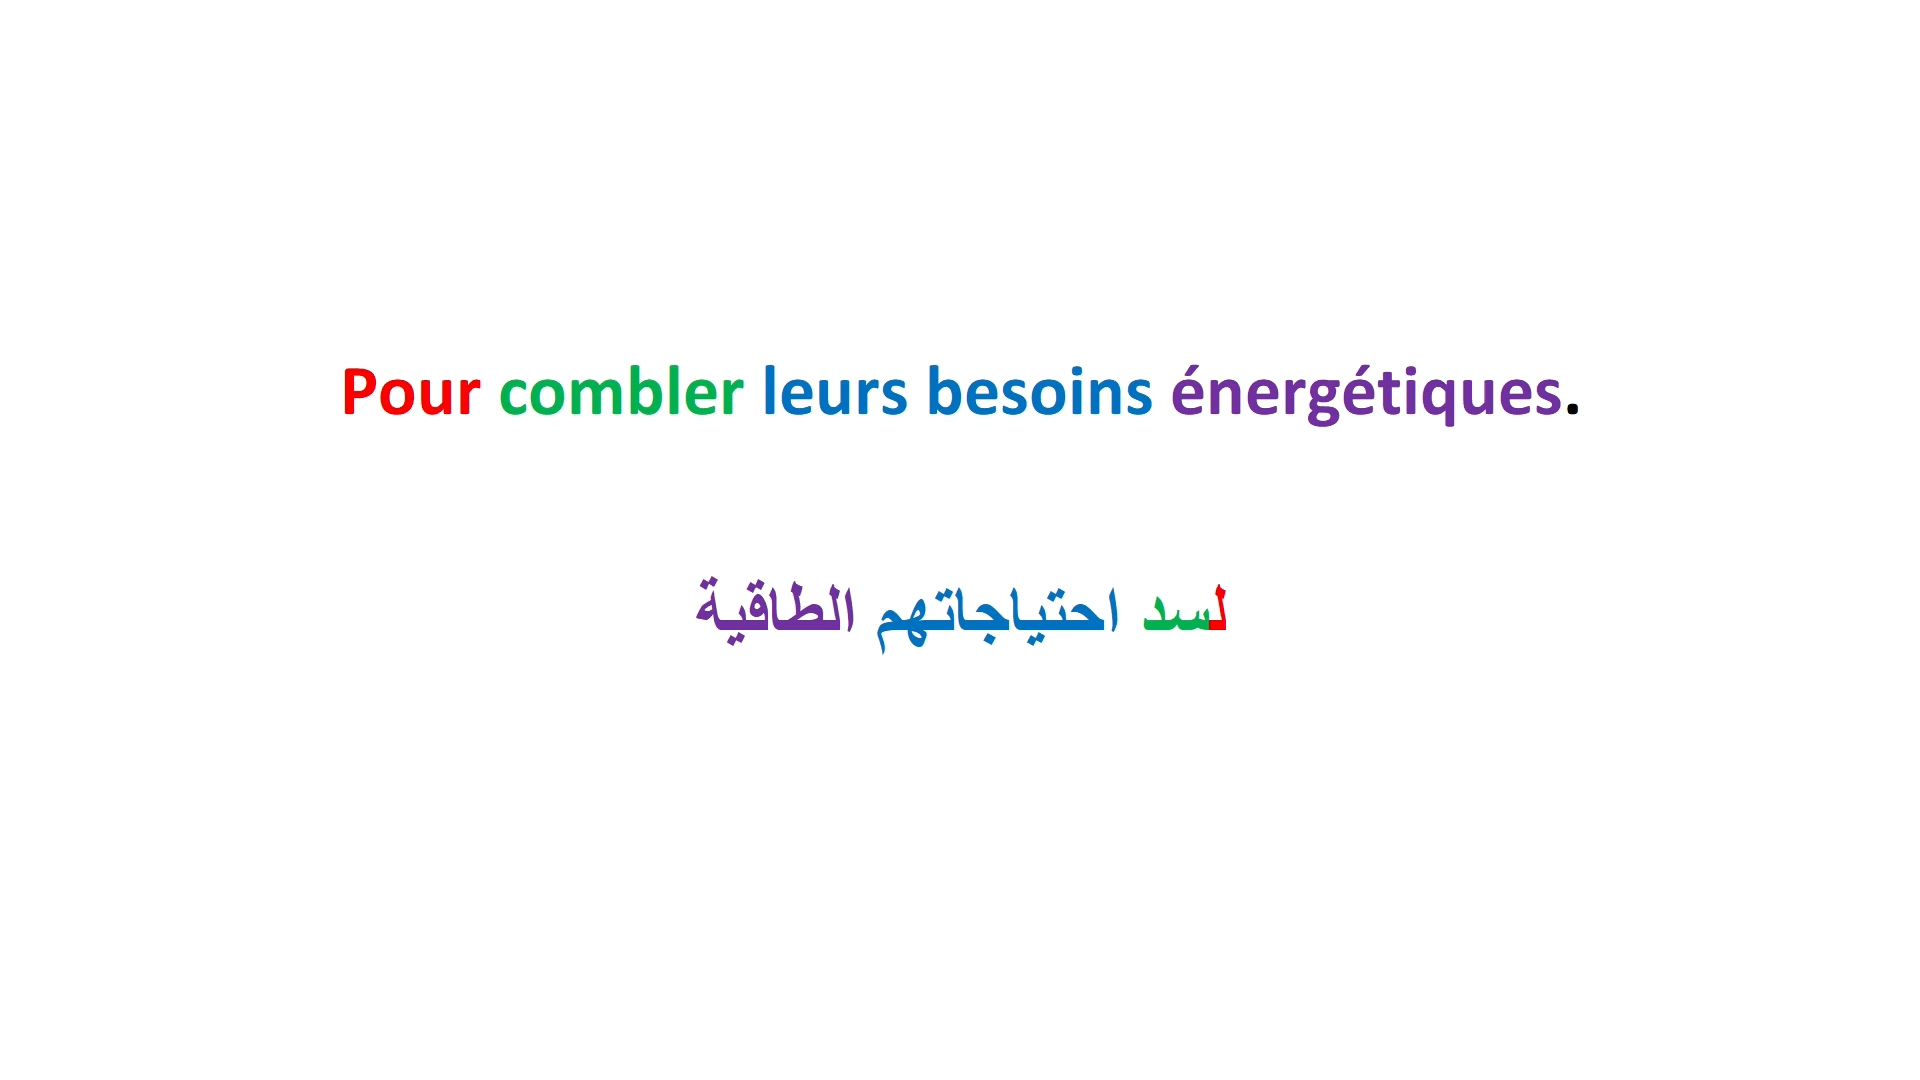 Pour combler leurs besoins énergétiques.
لسد احتياجاتهم الطاقية